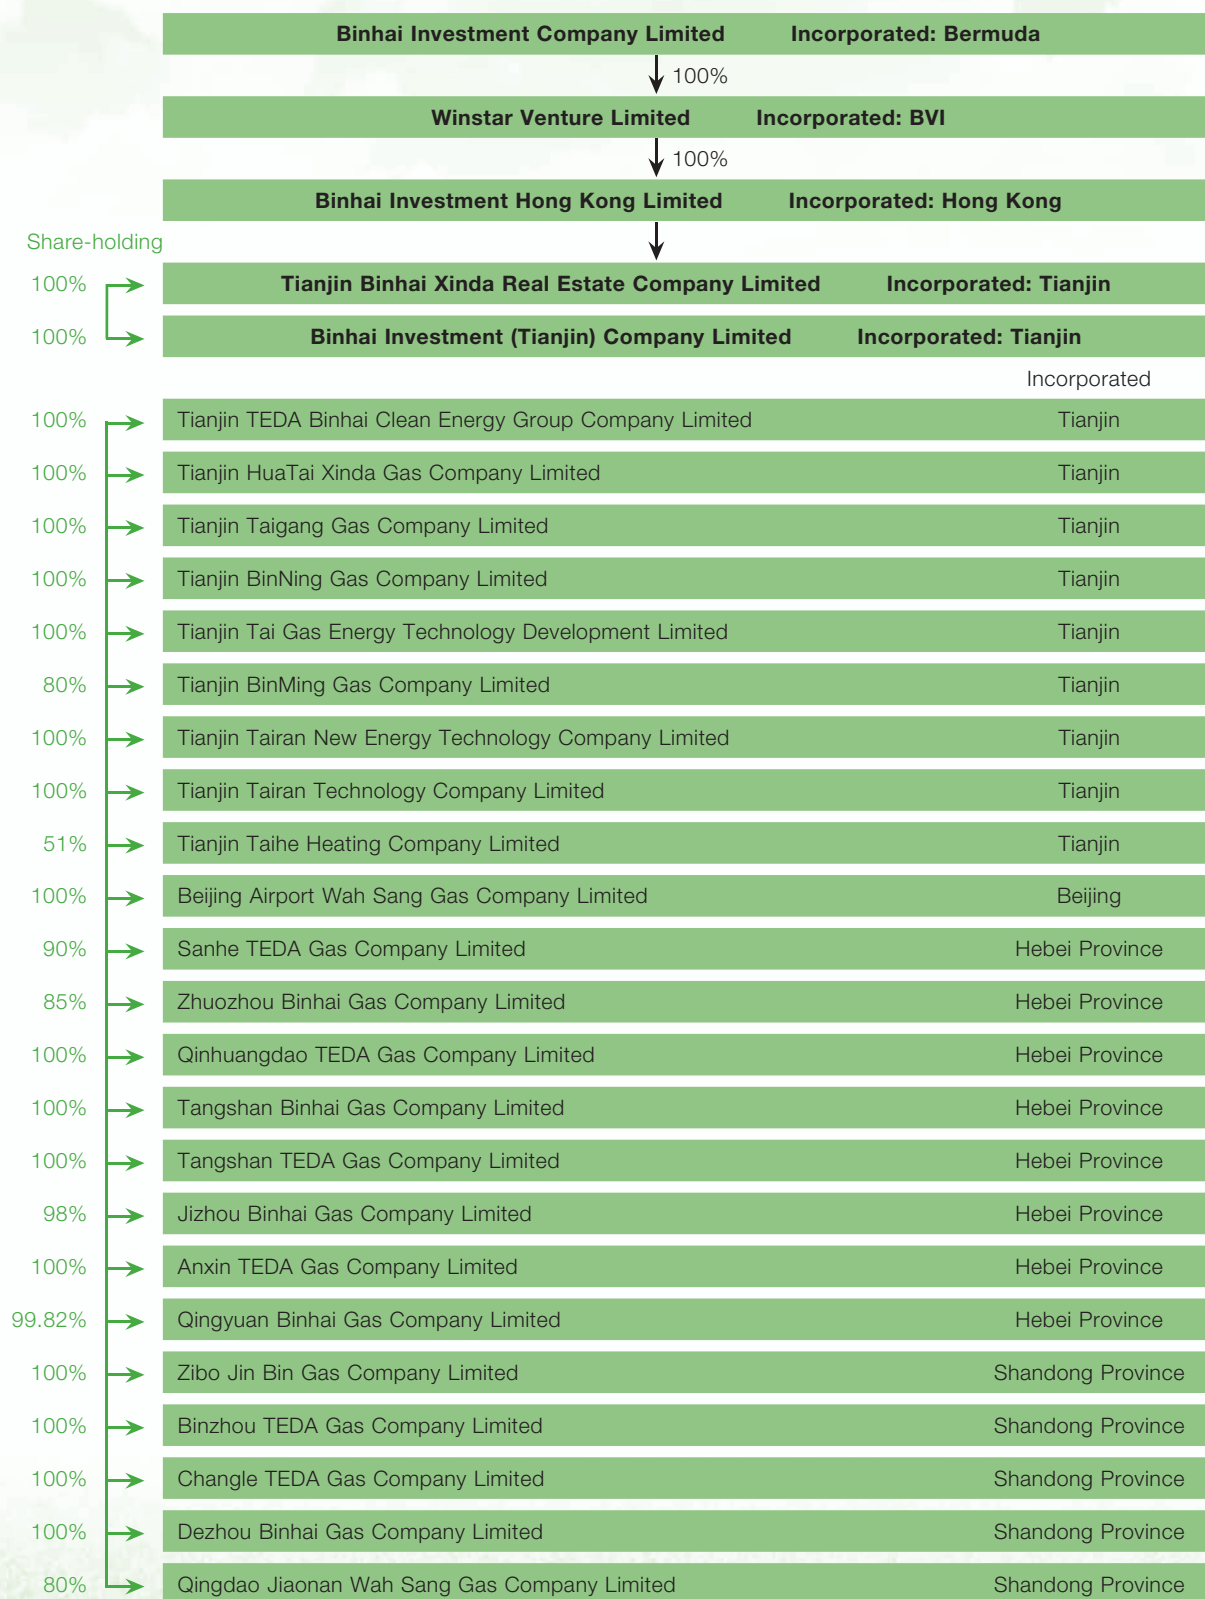 Binhai Investment Company Limited Incorporated: Bermuda
100%
Winstar Venture Limited Incorporated: BVI
100%
Binhai Investment Hong Kong Limited Incorporated: Hong Kong
Share-holding
100% Tianjin Binhai Xinda Real Estate Company Limited Incorporated: Tianjin
100% Binhai Investment (Tianjin) Company Limited Incorporated: Tianjin
Incorporated
100% Tianjin TEDA Binhai Clean Energy Group Company Limited Tianjin
100% Tianjin HuaTai Xinda Gas Company Limited Tianjin
100% Tianjin Taigang Gas Company Limited Tianjin
100% Tianjin BinNing Gas Company Limited Tianjin
100% Tianjin Tai Gas Energy Technology Development Limited Tianjin
80% Tianjin BinMing Gas Company Limited Tianjin
100% Tianjin Tairan New Energy Technology Company Limited Tianjin
100% Tianjin Tairan Technology Company Limited Tianjin
51% Tianjin Taihe Heating Company Limited Tianjin
100% Beijing Airport Wah Sang Gas Company Limited Beijing
90% Sanhe TEDA Gas Company Limited Hebei Province
85% Zhuozhou Binhai Gas Company Limited Hebei Province
100% Qinhuangdao TEDA Gas Company Limited Hebei Province
100% Tangshan Binhai Gas Company Limited Hebei Province
100% Tangshan TEDA Gas Company Limited Hebei Province
98% Jizhou Binhai Gas Company Limited Hebei Province
100% Anxin TEDA Gas Company Limited Hebei Province
99.82% Qingyuan Binhai Gas Company Limited Hebei Province
100% Zibo Jin Bin Gas Company Limited Shandong Province
100% Binzhou TEDA Gas Company Limited Shandong Province
100% Changle TEDA Gas Company Limited Shandong Province
100% Dezhou Binhai Gas Company Limited Shandong Province
80% Qingdao Jiaonan Wah Sang Gas Company Limited Shandong Province